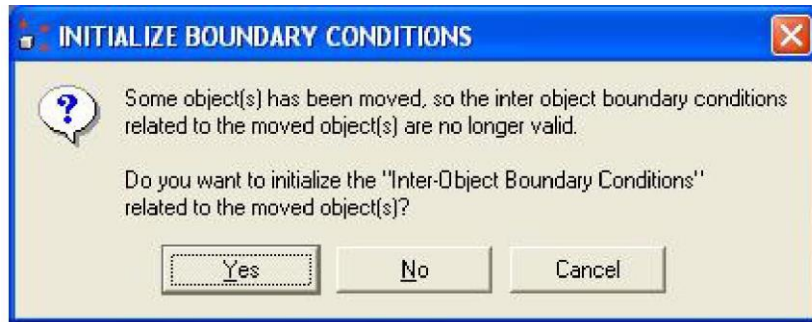 INITIALIZE BOUNDARY CONDITIONS
Some object(s) has been moved, so the inter object boundary conditions
related to the moved object(s) are no longer valid.
Do you want to initialize the "Inter-Object Boundary Conditions"
related to the moved object(s)?
Yes No Cancel